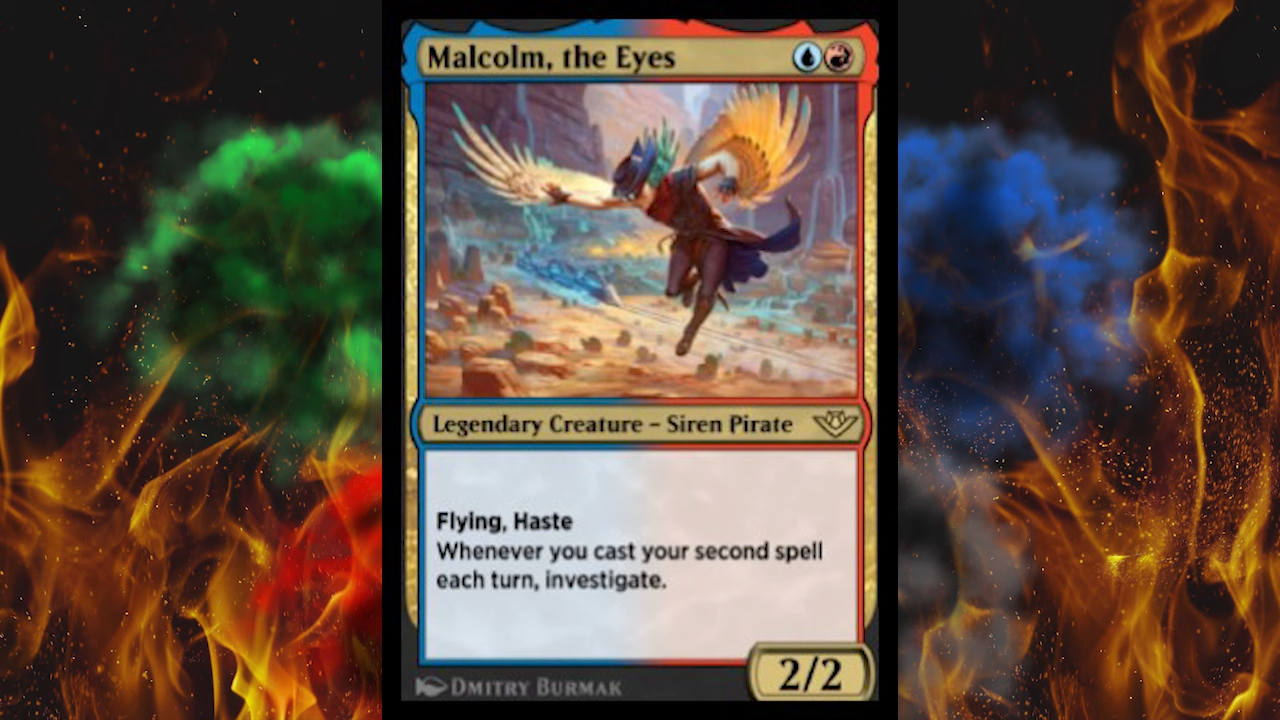 Malcolm, the Eyes
Legendary Creature – Siren Pirate
Flying, Haste
Whenever you cast your second spell
each turn, investigate.
2/2
Dmitry Burmak